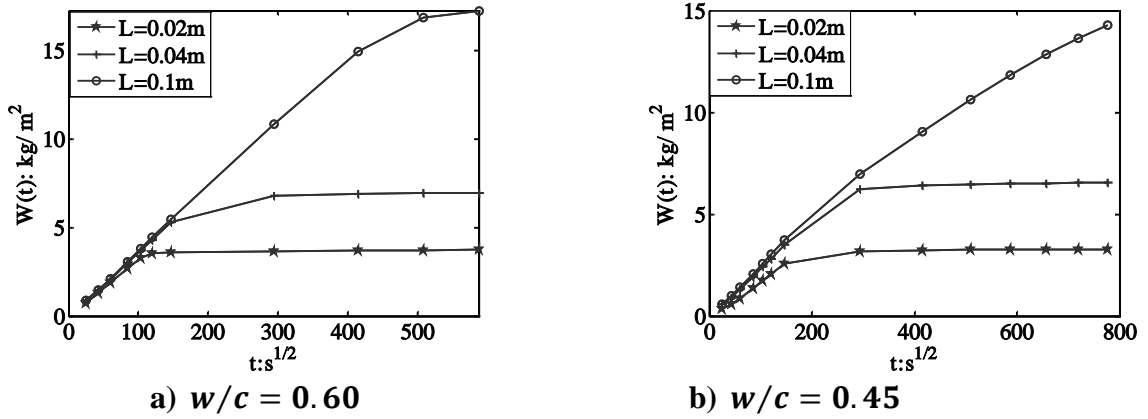 L=0.02m
L=0.04m
L=0.1m
15
10
5
0
W(t): kg/ m²
0 100 200 300 400 500
t:s^1/2
a) w/c = 0.60
L=0.02m
L=0.04m
L=0.1m
15
10
5
0
W(t): kg/ m²
0 200 400 600 800
t:s^1/2
b) w/c = 0.45